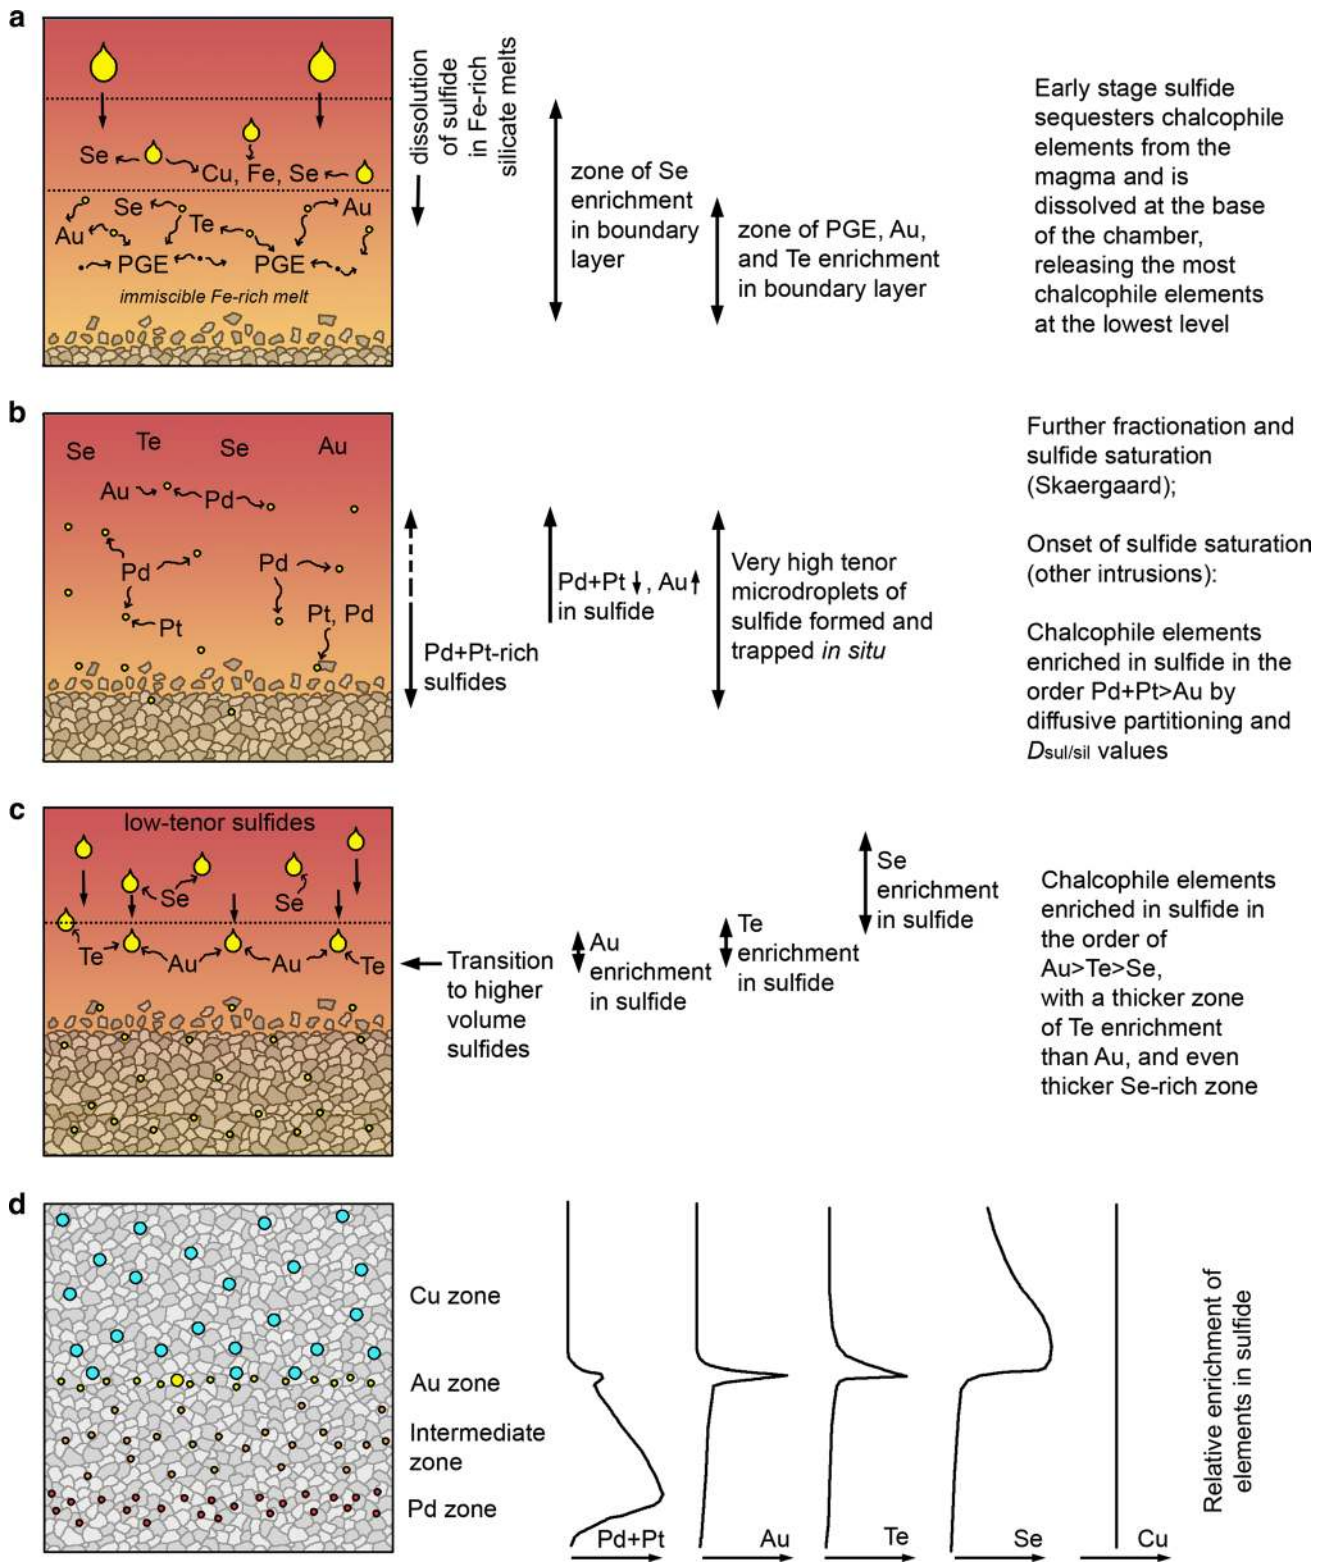 a
Se
Cu, Fe, Se
Se
Te
Au
Au
PGE
PGE
immiscible Fe-rich melt
dissolution
of sulfide
in Fe-rich
silicate melts
zone of Se
enrichment
in boundary
layer
zone of PGE, Au,
and Te enrichment
in boundary layer
Early stage sulfide
sequesters chalcophile
elements from the
magma and is
dissolved at the base
of the chamber,
releasing the most
chalcophile elements
at the lowest level
b
Se
Te
Se
Au
Au
Pd
Pd
Pd
Pt
Pt, Pd
Pd+Pt-rich
sulfides
Pd+Pt , Au
in sulfide
Very high tenor
microdroplets of
sulfide formed and
trapped in situ
Further fractionation and
sulfide saturation
(Skaergaard);
Onset of sulfide saturation
(other intrusions):
Chalcophile elements
enriched in sulfide in the
order Pd+Pt>Au by
diffusive partitioning and
Dsul/sil values
c
low-tenor sulfides
Se
Se
Te
Au
Au
Te
Transition
to higher
volume
sulfides
Au
enrichment
in sulfide
Te
enrichment
in sulfide
Se
enrichment
in sulfide
Chalcophile elements
enriched in sulfide in
the order of
Au>Te>Se,
with a thicker zone
of Te enrichment
than Au, and even
thicker Se-rich zone
d
Cu zone
Au zone
Intermediate
zone
Pd zone
Pd+Pt
Au
Te
Se
Cu
Relative enrichment of
elements in sulfide